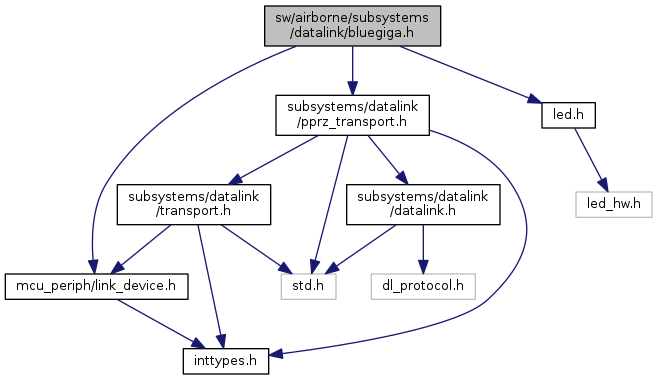 sw/airborne/subsystems
/datalink/bluegiga.h
subsystems/datalink
/pprz_transport.h
led.h
subsystems/datalink
/transport.h
subsystems/datalink
/datalink.h
led_hw.h
mcu_periph/link_device.h
std.h
dl_protocol.h
inttypes.h